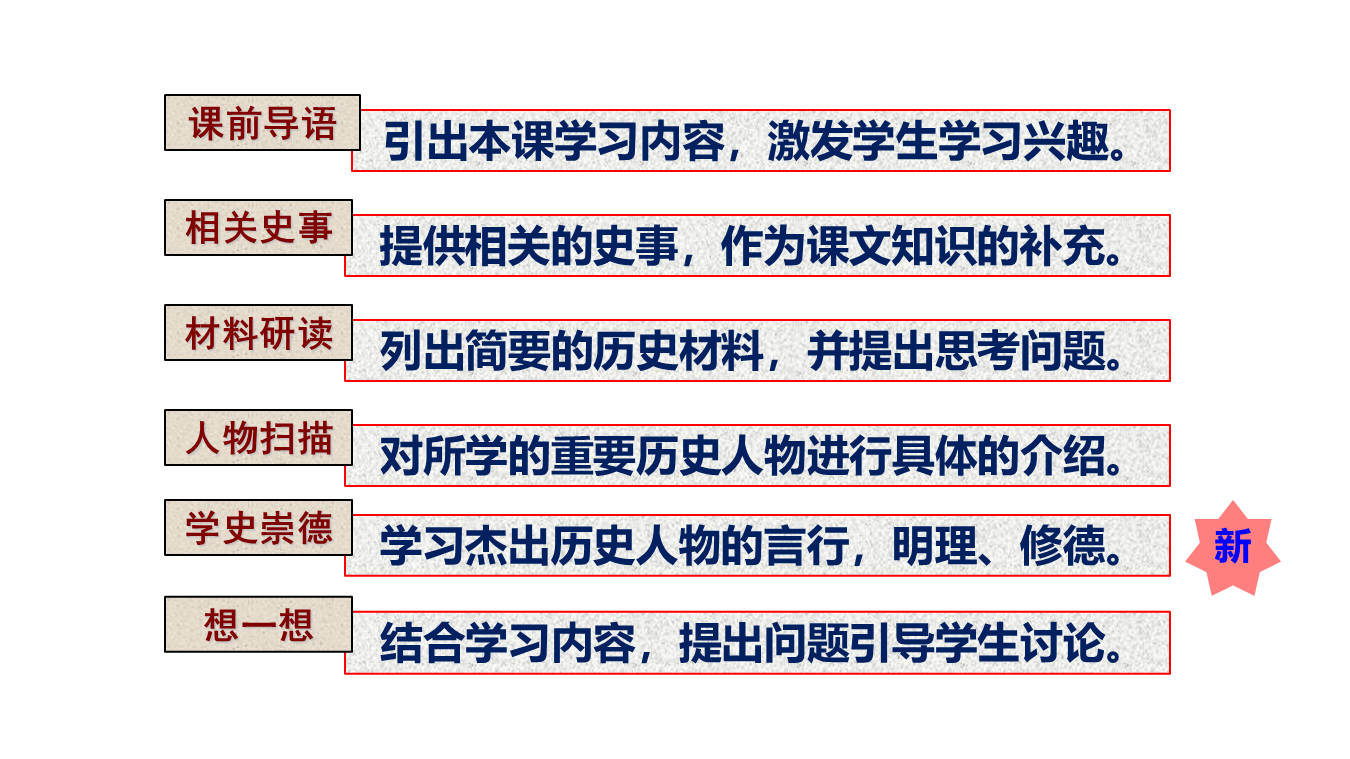 课前导语
引出本课学习内容，激发学生学习兴趣。
相关史事
提供相关的史事，作为课文知识的补充。
材料研读
列出简要的历史材料，并提出思考问题。
人物扫描
对所学的重要历史人物进行具体的介绍。
学史崇德
学习杰出历史人物的言行，明理、修德。
新
想一想
结合学习内容，提出问题引导学生讨论。